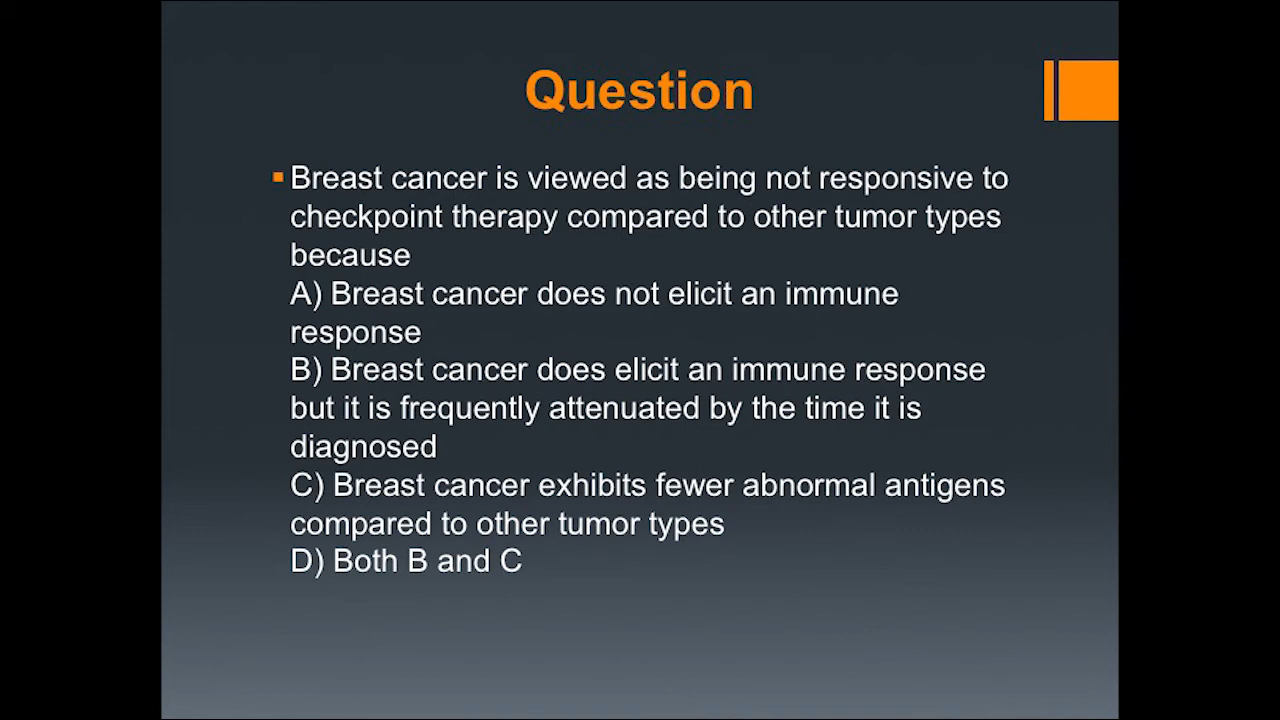 Question
Breast cancer is viewed as being not responsive to
checkpoint therapy compared to other tumor types
because
A) Breast cancer does not elicit an immune
response
B) Breast cancer does elicit an immune response
but it is frequently attenuated by the time it is
diagnosed
C) Breast cancer exhibits fewer abnormal antigens
compared to other tumor types
D) Both B and C